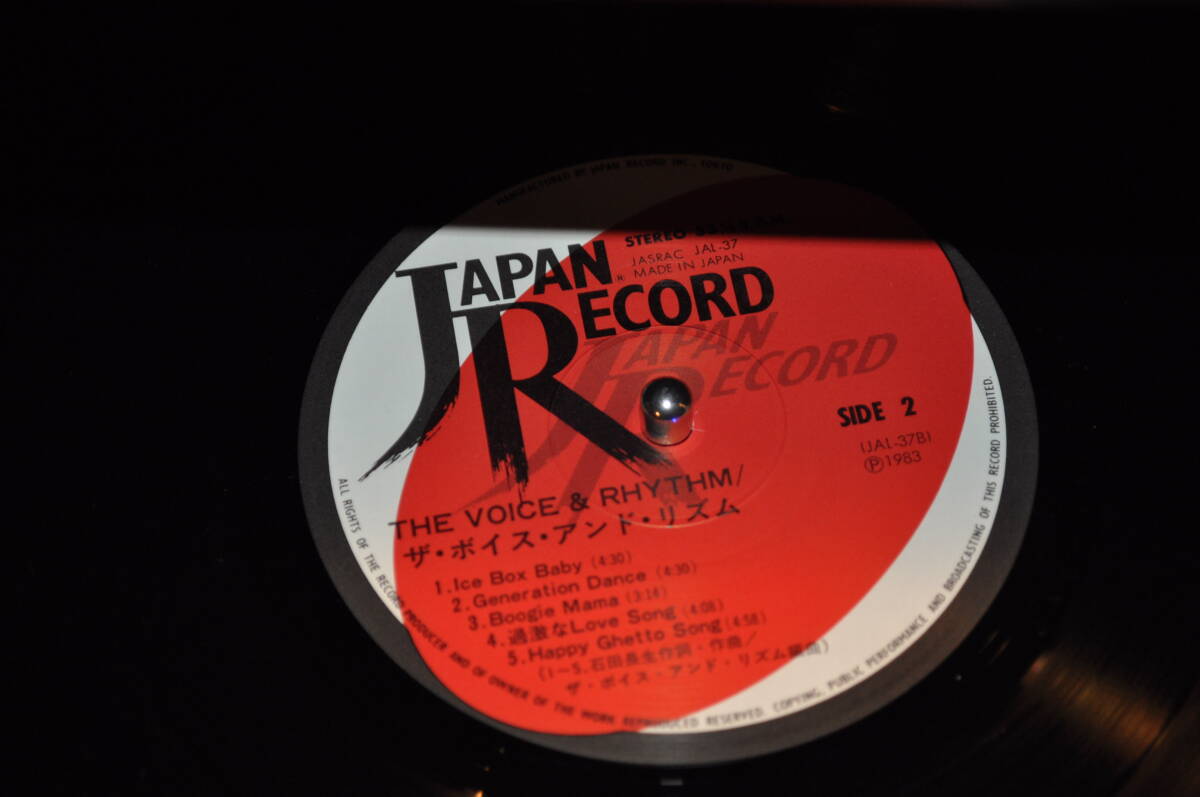 MANUFACTURED BY JAPAN RECORD INC., TOKYO
STEREO
JASRAC JAL-37
® MADE IN JAPAN
JAPAN
RECORD
JAPAN
RECORD
SIDE 2
(JAL-37B)
Ⓟ1983
THE VOICE & RHYTHM/
ザ・ボイス・アンド・リズム
1.Ice Box Baby (4:30)
2.Generation Dance (4:30)
3.Boogie Mama (3:14)
4.過激なLove Song (4:08)
5.Happy Ghetto Song (4:58)
(1~5.石田長生作詞・作曲/
ザ・ボイス・アンド・リズム編曲)
ALL RIGHTS OF THE RECORD PRODUCER AND OF OWNER OF THE WORK REPRODUCED RESERVED. COPYING, PUBLIC PERFORMANCE AND BROADCASTING OF THIS RECORD PROHIBITED.